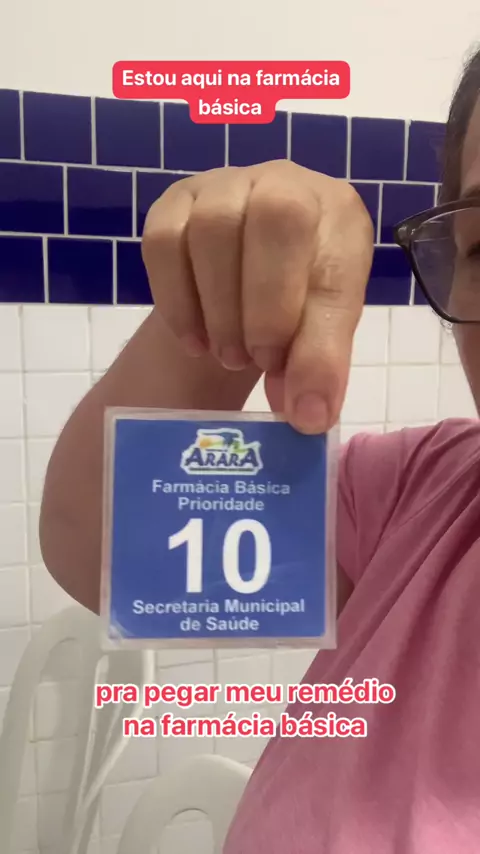 Estou aqui na farmácia
básica
ARARA
Farmácia Básica
Prioridade
10
Secretaria Municipal
de Saúde
pra pegar meu remédio
na farmácia básica